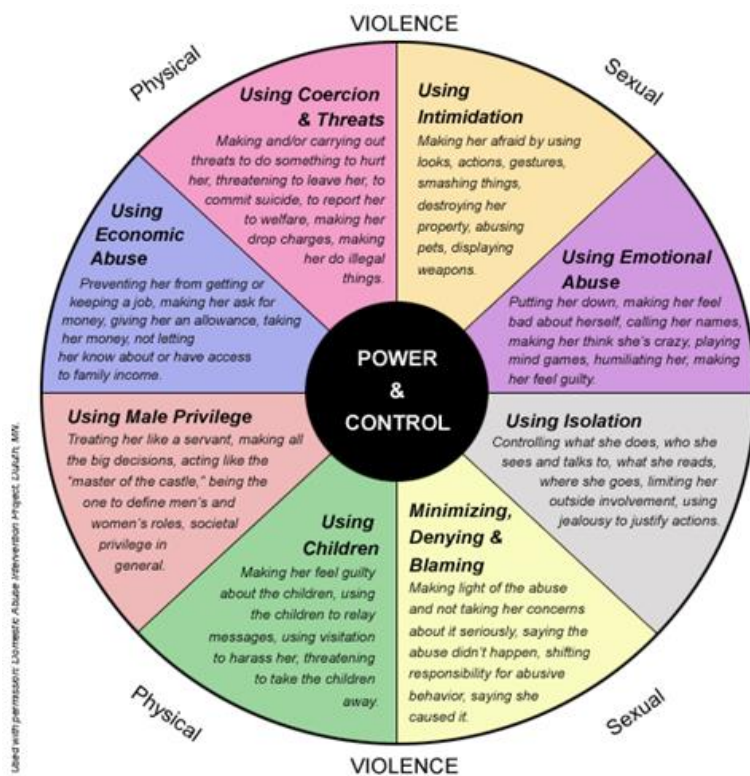 VIOLENCE
Physical
Sexual
Using Coercion
& Threats
Making and/or carrying out
threats to do something to hurt
her, threatening to leave her, to
commit suicide, to report her
to welfare, making her
drop charges, making
her do illegal
things.
Using
Intimidation
Making her afraid by using
looks, actions, gestures,
smashing things,
destroying her
property, abusing
pets, displaying
weapons.
Using
Economic
Abuse
Preventing her from getting or
keeping a job, making her ask for
money, giving her an allowance, taking
her money, not letting
her know about or have access
to family income.
Using Emotional
Abuse
Putting her down, making her feel
bad about herself, calling her names,
making her think she's crazy, playing
mind games, humiliating her, making
her feel guilty.
POWER
&
CONTROL
Using Male Privilege
Treating her like a servant, making all
the big decisions, acting like the
"master of the castle," being the
one to define men's and
women's roles, societal
privilege in
general.
Using Isolation
Controlling what she does, who she
sees and talks to, what she reads,
where she goes, limiting her
outside involvement, using
jealousy to justify actions.
Using
Children
Making her feel guilty
about the children, using
the children to relay
messages, using visitation
to harass her, threatening
to take the children
away.
Minimizing,
Denying &
Blaming
Making light of the abuse
and not taking her concerns
about it seriously, saying the
abuse didn't happen, shifting
responsibility for abusive
behavior, saying she
caused it.
Physical
Sexual
VIOLENCE
Used with permission: Domestic Abuse Intervention Project, Duluth, MN.